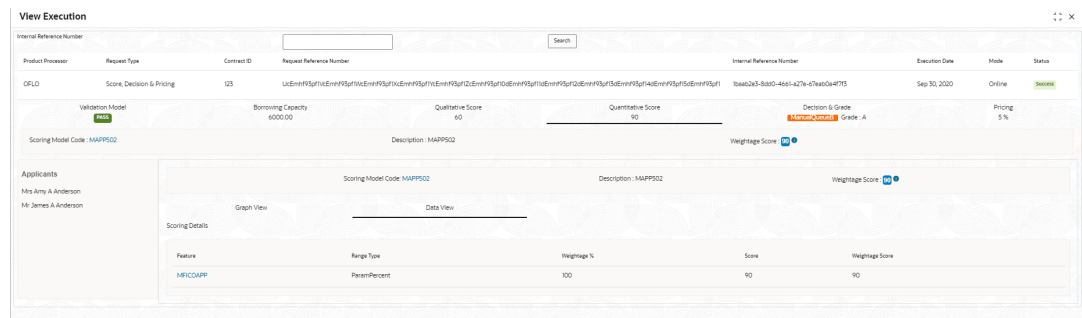 View Execution
Internal Reference Number Search
Product Processor Request Type Contract ID Request Reference Number Internal Reference Number Execution Date Mode Status
OFLO Score, Decision & Pricing 123 Sep 30, 2020 Online Success
Validation Model Borrowing Capacity Qualitative Score Quantitative Score Decision & Grade Pricing
PASS 6000.00 60 90 ManualQueueB Grade : A 5 %
Scoring Model Code : MAPP502 Description : MAPP502 Weightage Score : 90
Applicants
Mrs Amy A Anderson
Mr James A Anderson
Scoring Model Code: MAPP502 Description : MAPP502 Weightage Score : 90
Graph View Data View
Scoring Details
Feature Range Type Weightage % Score Weightage Score
MFICOAPP ParamPercent 100 90 90